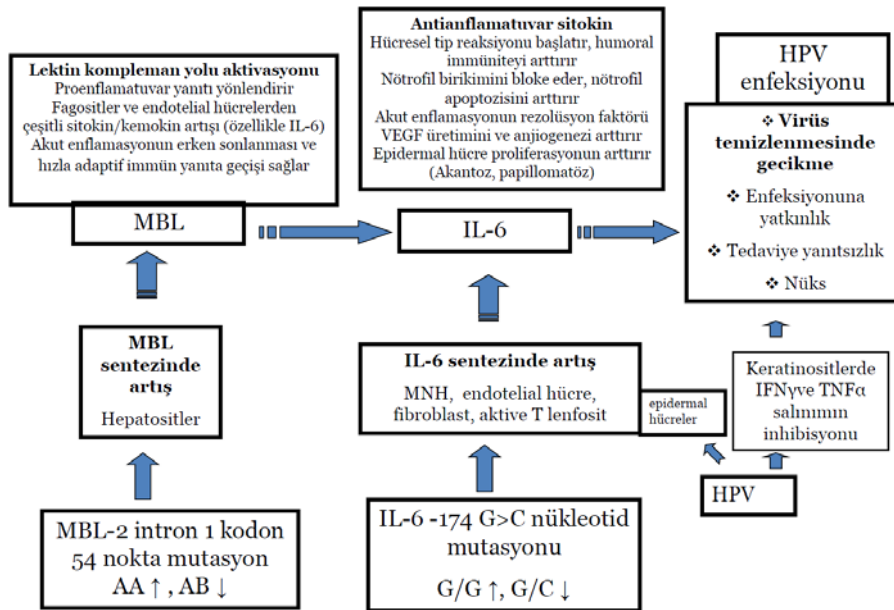 Lektin kompleman yolu aktivasyonu
Proenflamatuvar yanıtı yönlendirir
Fagositler ve endotelial hücrelerden
çeşitli sitokin/kemokin artışı (özellikle IL-6)
Akut enflamasyonun erken sonlanması ve
hızla adaptif immün yanıta geçişi sağlar
MBL
Antianflamatuvar sitokin
Hücresel tip reaksiyonu başlatır, humoral
immüniteyi arttırır
Nötrofil birikimini bloke eder, nötrofil
apoptozisini arttırır
Akut enflamasyonun rezolüsyon faktörü
VEGF üretimini ve anjiogenezi arttırır
Epidermal hücre proliferasyonun arttırır
(Akantoz, papillomatöz)
IL-6
HPV
enfeksiyonu
❖ Virüs
temizlenmesinde
gecikme
❖ Enfeksiyonuna
yatkınlık
❖ Tedaviye yanıtsızlık
❖ Nüks
MBL
sentezinde
artış
Hepatositler
IL-6 sentezinde artış
MNH, endotelial hücre,
fibroblast, aktive T lenfosit
epidermal
hücreler
Keratinositlerde
IFNγve TNFα
salınımın
inhibisyonu
HPV
MBL-2 intron 1 kodon
54 nokta mutasyon
AA ↑ , AB ↓
IL-6 -174 G>C nükleotid
mutasyonu
G/G ↑, G/C ↓